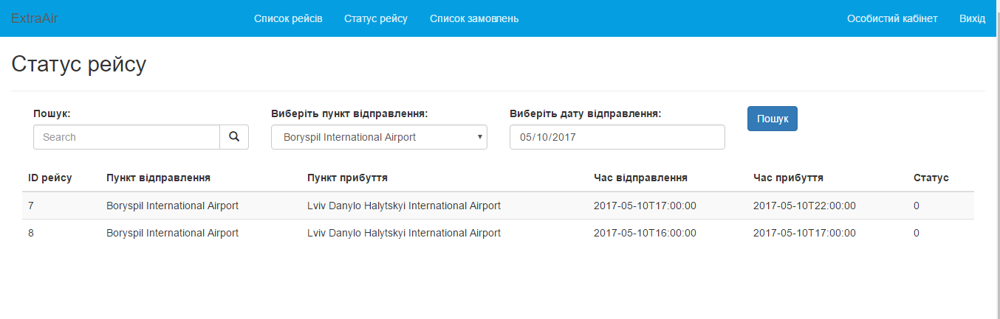 ExtraAir Список рейсів Статус рейсу Список замовлень Особистий кабінет Вихід
Статус рейсу
Пошук: Виберіть пункт відправлення: Виберіть дату відправлення:
Search Boryspil International Airport 05/10/2017 Пошук
ID рейсу Пункт відправлення Пункт прибуття Час відправлення Час прибуття Статус
7 Boryspil International Airport Lviv Danylo Halytskyi International Airport 2017-05-10T17:00:00 2017-05-10T22:00:00 0
8 Boryspil International Airport Lviv Danylo Halytskyi International Airport 2017-05-10T16:00:00 2017-05-10T17:00:00 0